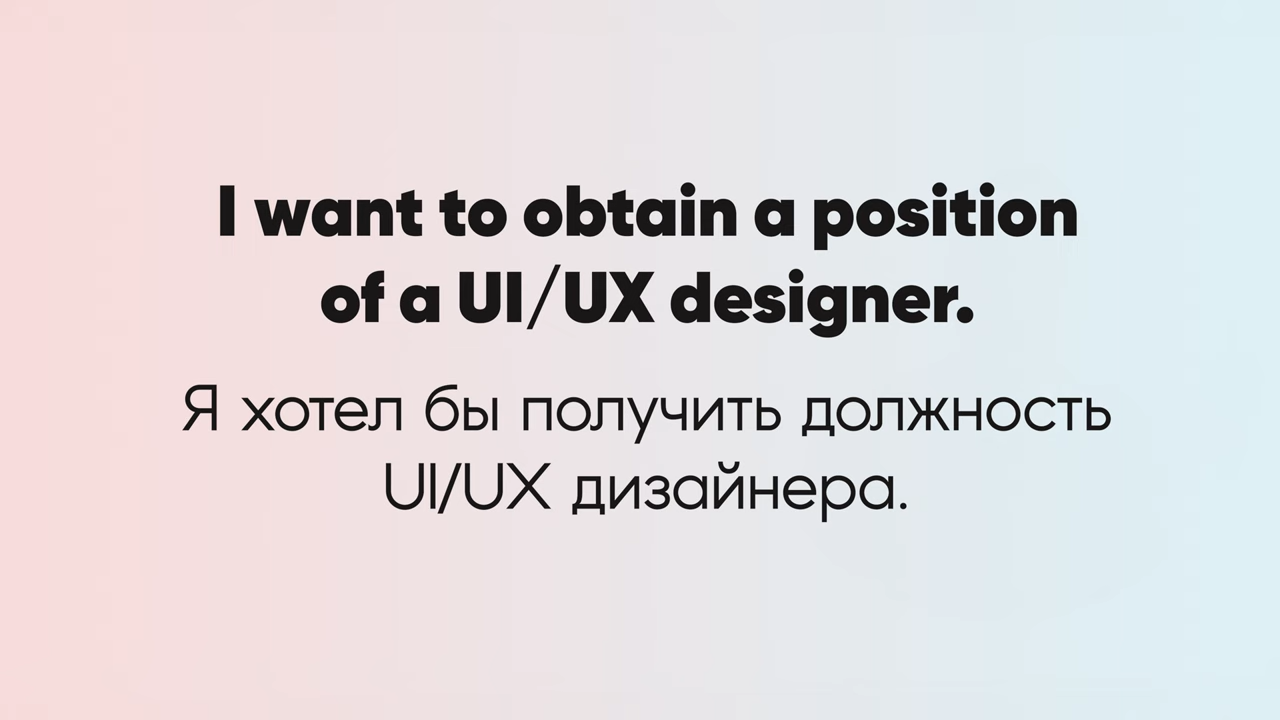 I want to obtain a position
of a UI/UX designer.
Я хотел бы получить должность
UI/UX дизайнера.